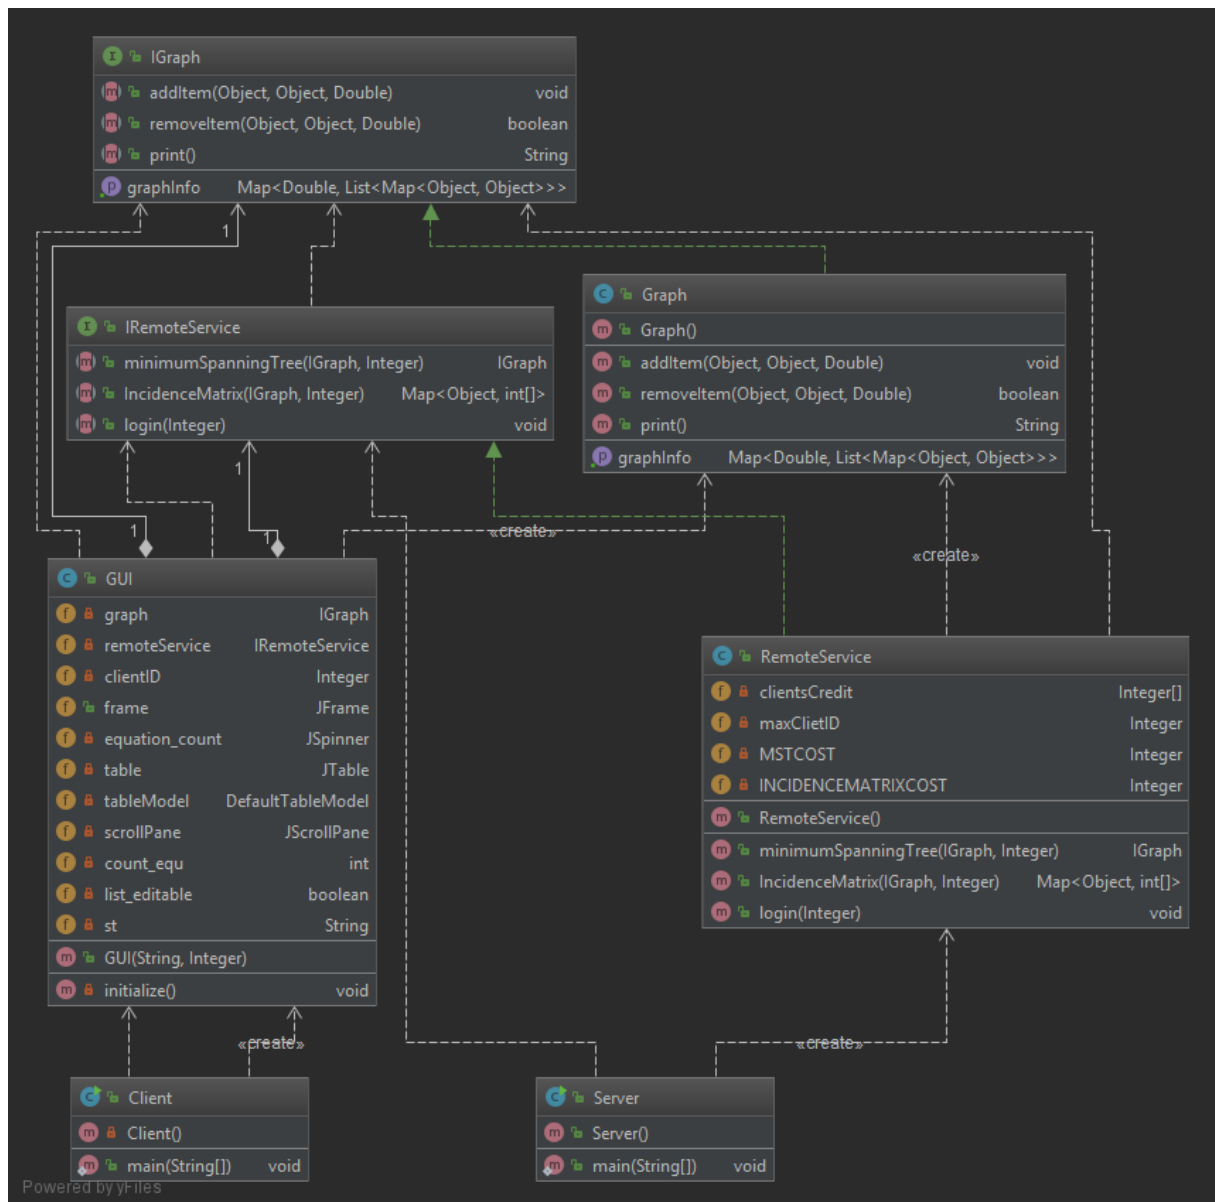 IGraph
addItem(Object, Object, Double) void
removeItem(Object, Object, Double) boolean
print() String
graphInfo Map<Double, List<Map<Object, Object>>>
1
Graph
Graph()
addItem(Object, Object, Double) void
removeItem(Object, Object, Double) boolean
print() String
graphInfo Map<Double, List<Map<Object, Object>>>
IRemoteService
minimumSpanningTree(IGraph, Integer) IGraph
IncidenceMatrix(IGraph, Integer) Map<Object, int[]>
login(Integer) void
1
1
1
«create»
«create»
GUI
graph IGraph
remoteService IRemoteService
clientID Integer
frame JFrame
equation_count JSpinner
table JTable
tableModel DefaultTableModel
scrollPane JScrollPane
count_equ int
list_editable boolean
st String
GUI(String, Integer)
initialize() void
RemoteService
clientsCredit Integer[]
maxClietID Integer
MSTCOST Integer
INCIDENCEMATRIXCOST Integer
RemoteService()
minimumSpanningTree(IGraph, Integer) IGraph
IncidenceMatrix(IGraph, Integer) Map<Object, int[]>
login(Integer) void
«create»
«create»
Client
Client()
main(String[]) void
Server
Server()
main(String[]) void
Powered by yFiles